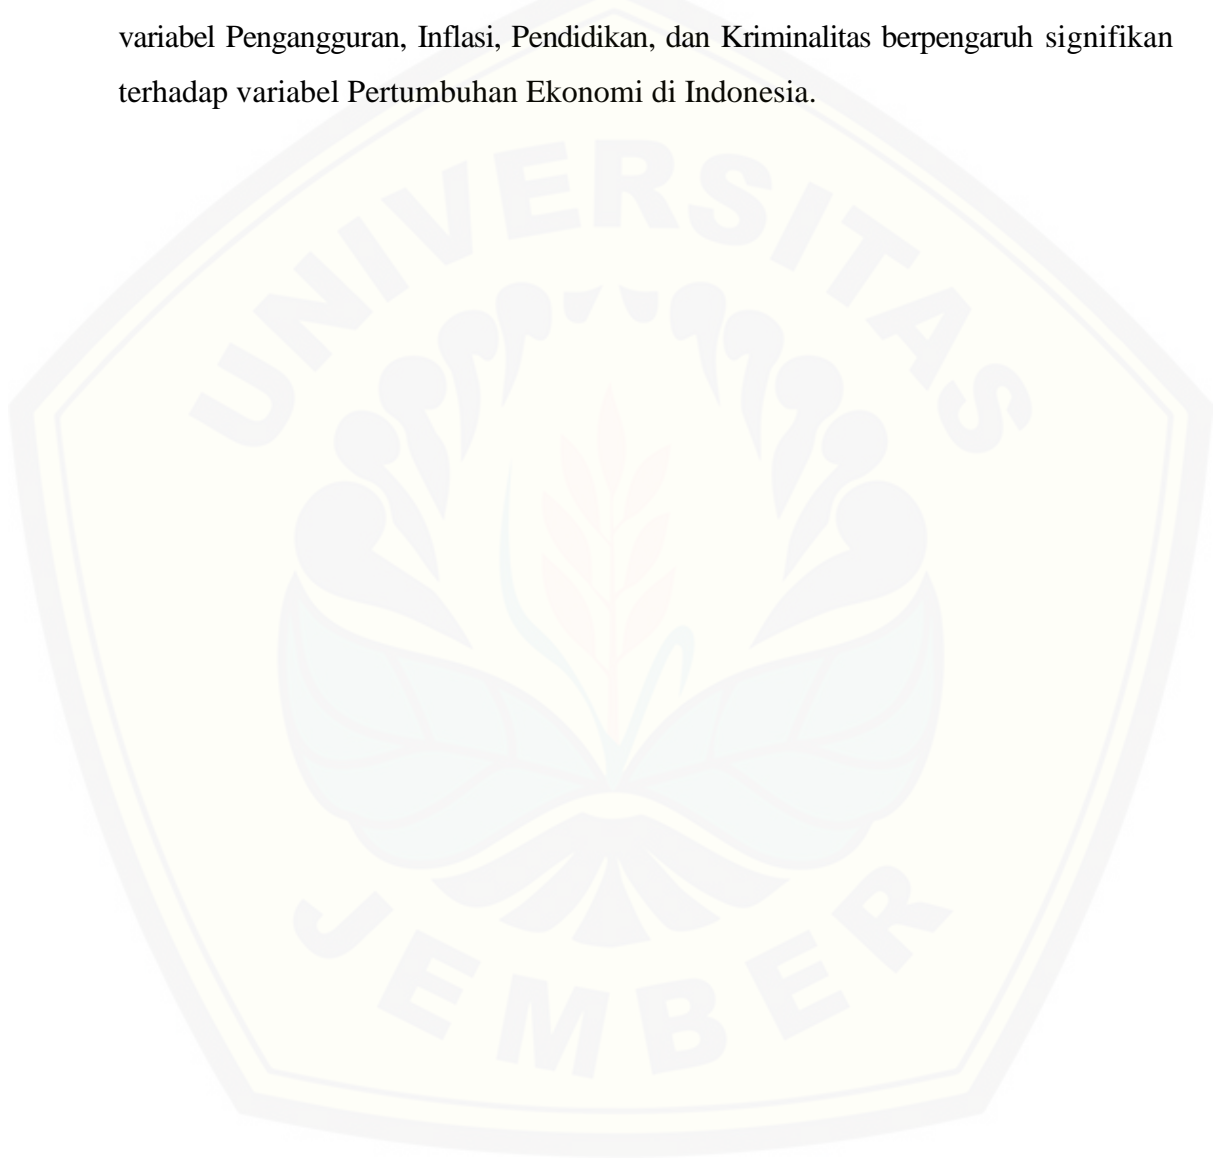 variabel Pengangguran, Inflasi, Pendidikan, dan Kriminalitas berpengaruh signifikan
terhadap variabel Pertumbuhan Ekonomi di Indonesia.
UNIVERSITAS
JEMBER